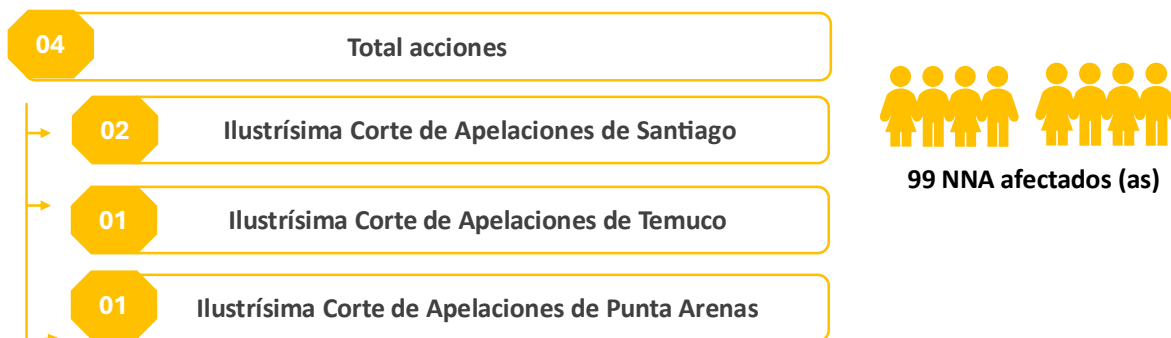 04 Total acciones
02 Ilustrísima Corte de Apelaciones de Santiago
99 NNA afectados (as)
01 Ilustrísima Corte de Apelaciones de Temuco
01 Ilustrísima Corte de Apelaciones de Punta Arenas